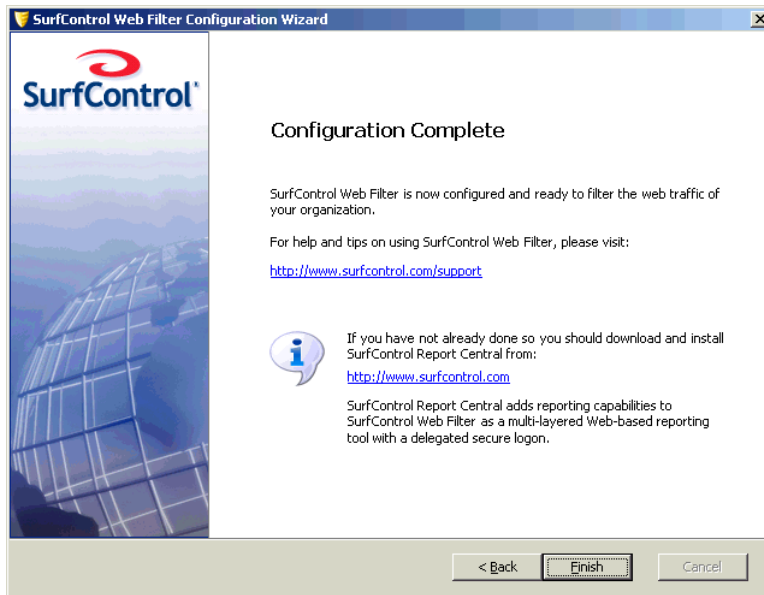 SurfControl Web Filter Configuration Wizard
SurfControl
Configuration Complete
SurfControl Web Filter is now configured and ready to filter the web traffic of
your organization.
For help and tips on using SurfControl Web Filter, please visit:
http://www.surfcontrol.com/support
If you have not already done so you should download and install
SurfControl Report Central from:
http://www.surfcontrol.com
SurfControl Report Central adds reporting capabilities to
SurfControl Web Filter as a multi-layered Web-based reporting
tool with a delegated secure logon.
< Back Finish Cancel